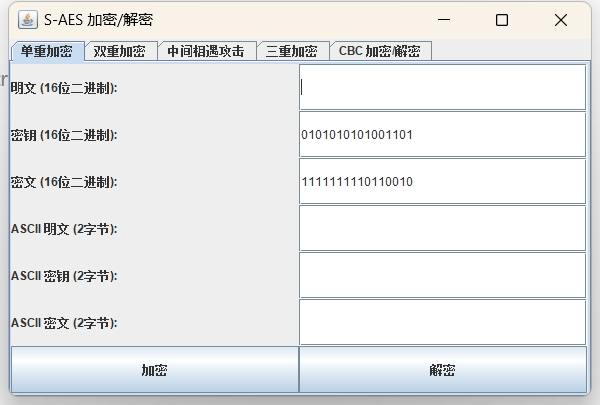 S-AES 加密/解密
单重加密 双重加密 中间相遇攻击 三重加密 CBC 加密/解密
明文 (16位二进制):
密钥 (16位二进制): 0101010101001101
密文 (16位二进制): 1111111110110010
ASCII 明文 (2字节):
ASCII 密钥 (2字节):
ASCII 密文 (2字节):
加密 解密